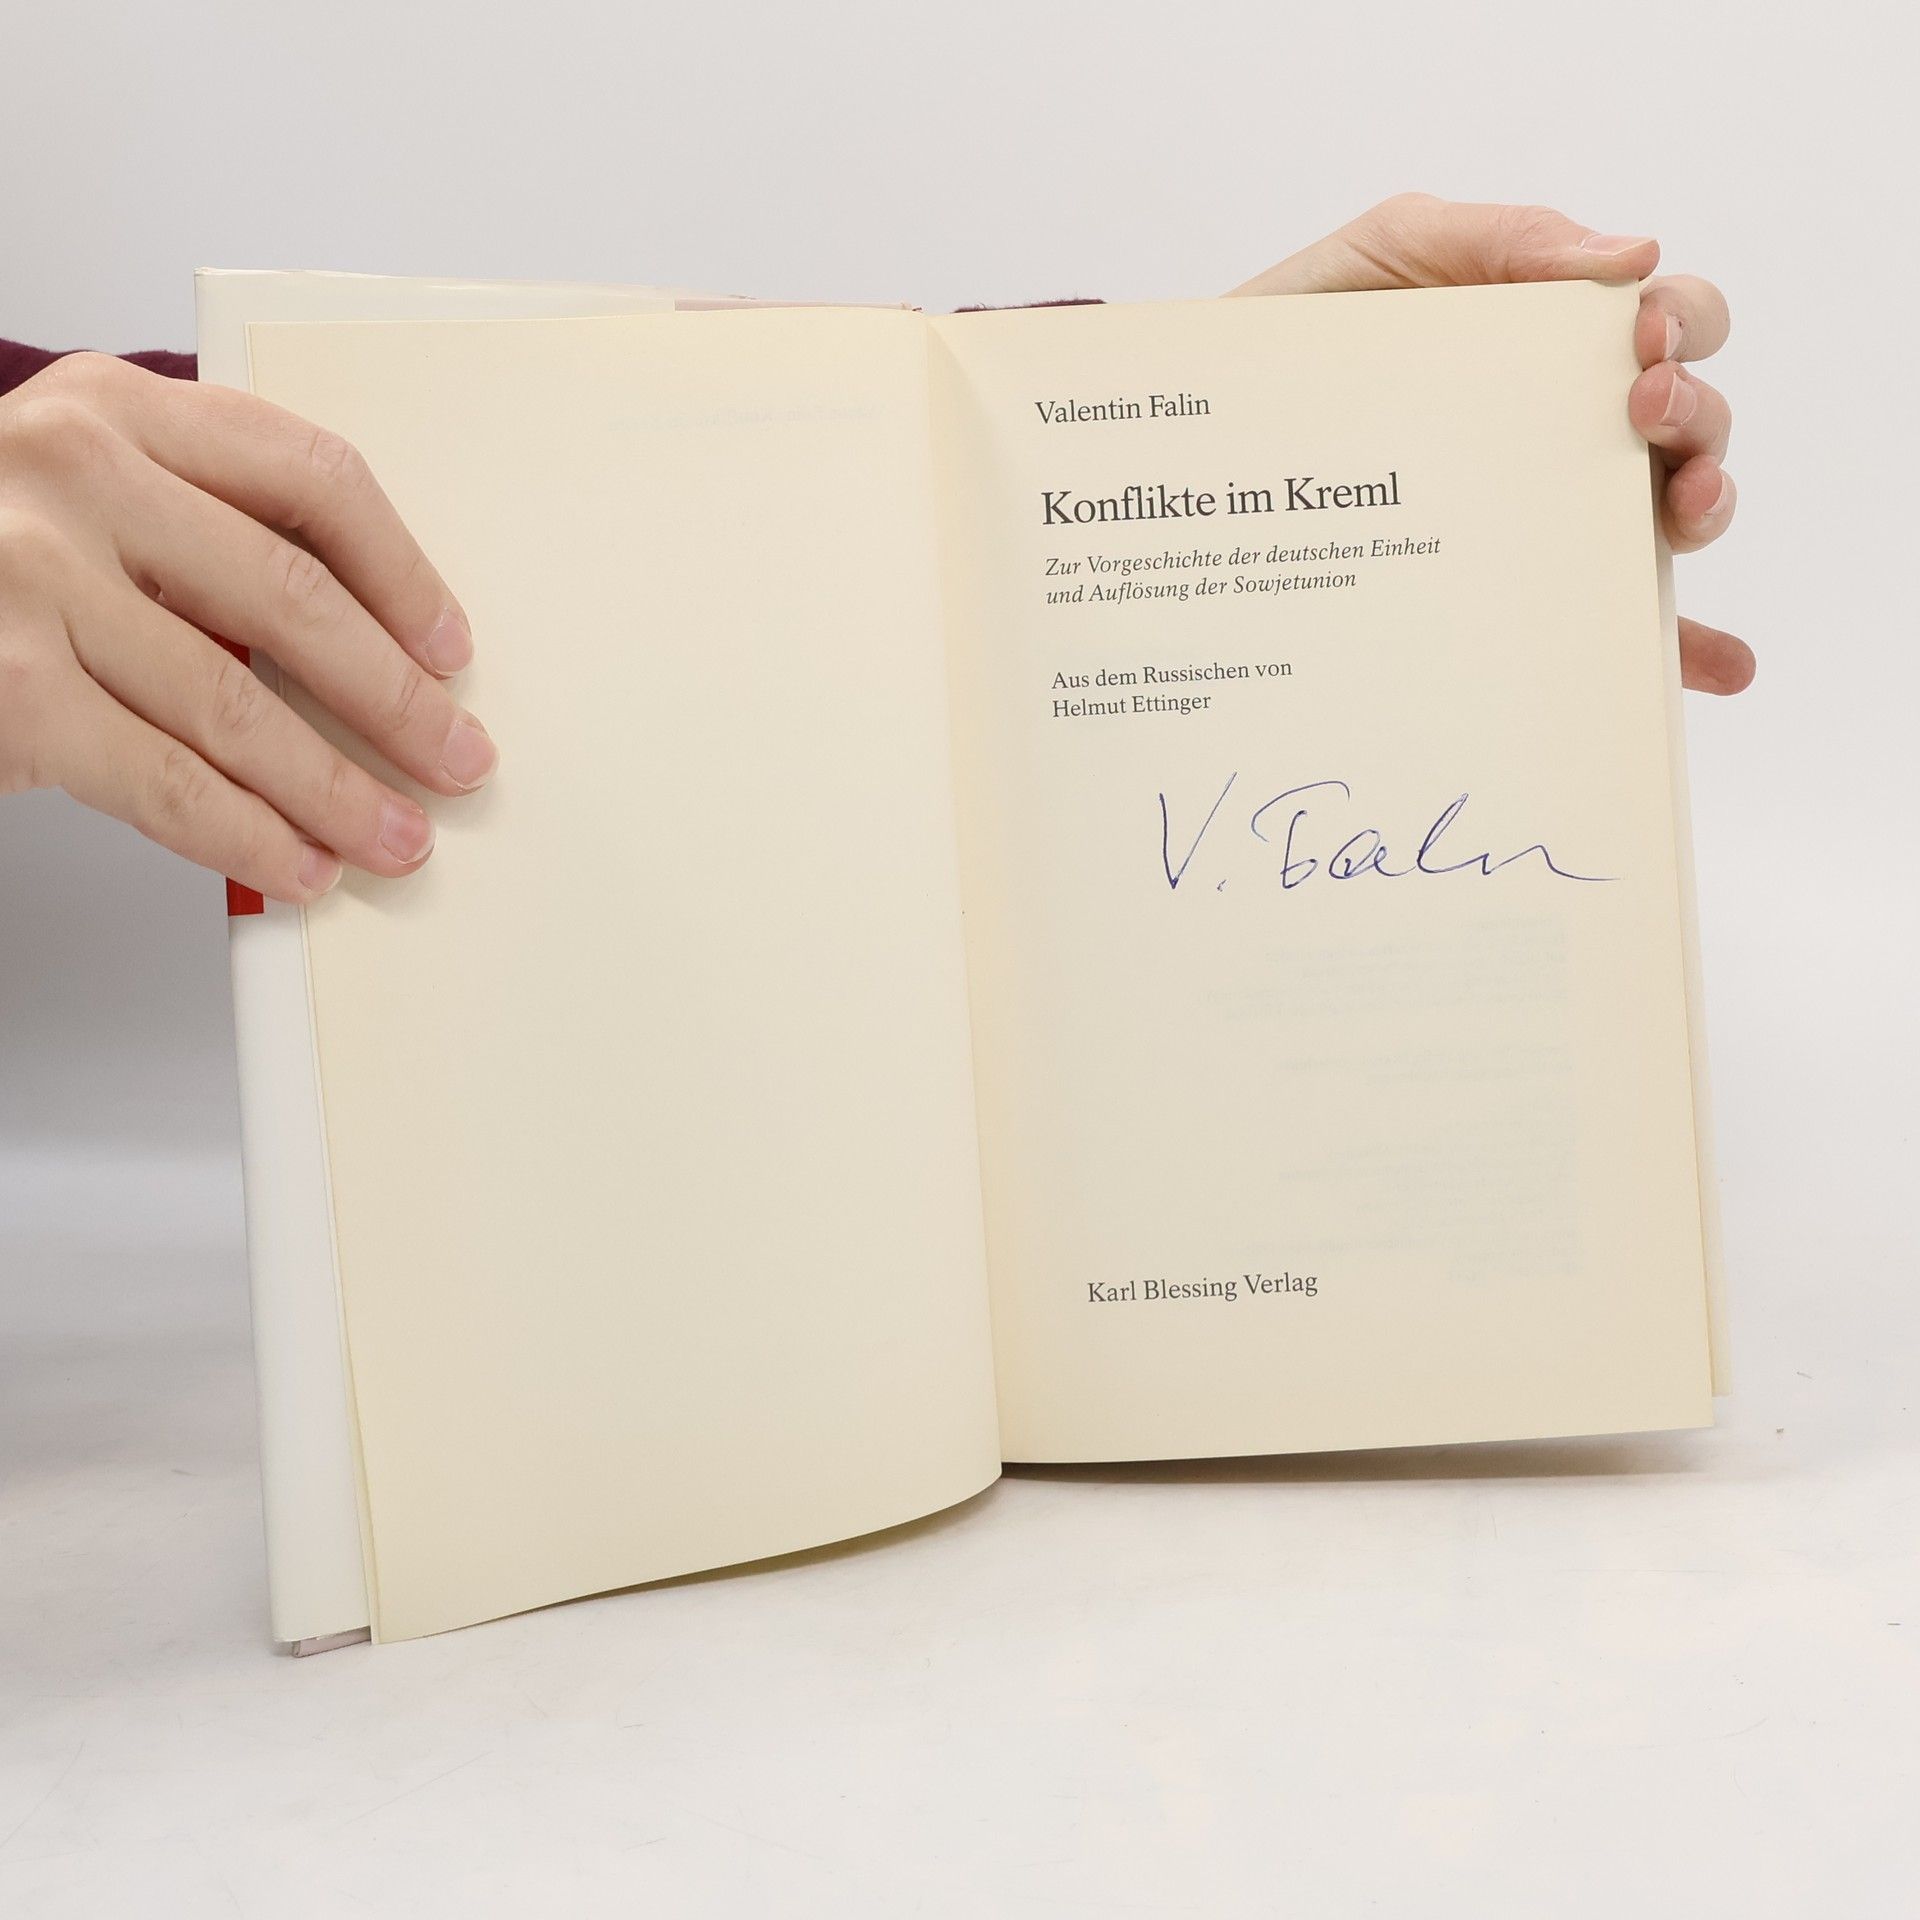 Valentin Falin
Konflikte im Kreml
Zur Vorgeschichte der deutschen Einheit
und Auflösung der Sowjetunion
Aus dem Russischen von
Helmut Ettinger
V. Falin
Karl Blessing Verlag